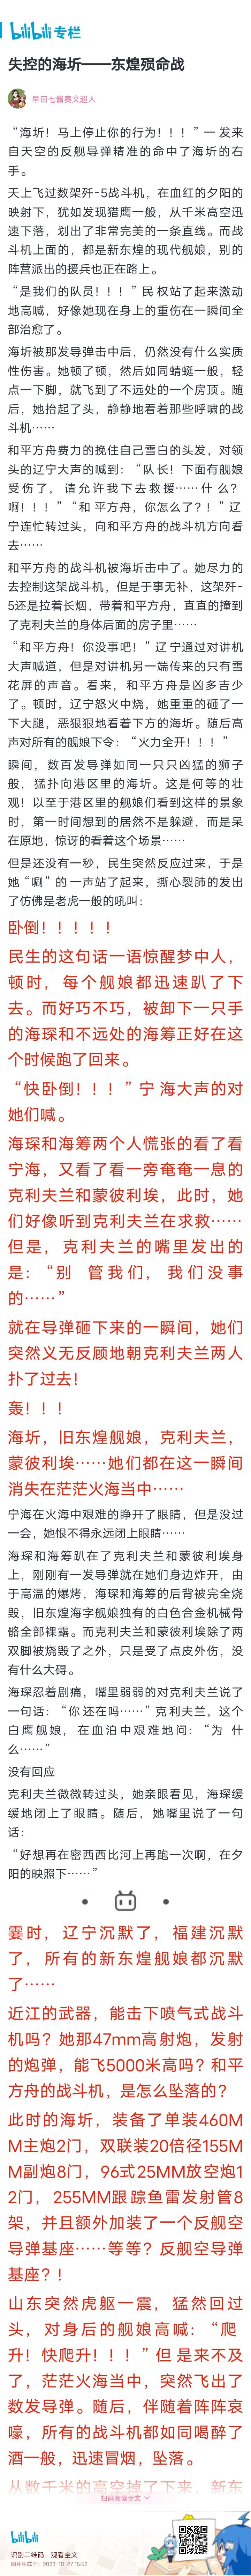 bilibili 专栏
失控的海圻——东煌殒命战
早田七酱赛文超人
“海圻！马上停止你的行为！！！”一发来
自天空的反舰导弹精准的命中了海圻的右
手。
天上飞过数架歼-5战斗机，在血红的夕阳的
映射下，犹如发现猎鹰一般，从千米高空迅
速下落，划出了非常完美的一条直线。而战
斗机上面的，都是新东煌的现代舰娘，别的
阵营派出的援兵也正在路上。
“是我们的队员！！！”民权站了起来激动
地高喊，好像她现在身上的重伤在一瞬间全
部治愈了。
海圻被那发导弹击中后，仍然没有什么实质
性伤害。她顿了顿，然后如同蜻蜓一般，轻
点一下脚，就飞到了不远处的一个房顶。随
后，她抬起了头，静静地看着那些呼啸的战
斗机……
和平方舟费力的挽住自己雪白的头发，对领
头的辽宁大声的喊到：“队长！下面有舰娘
受伤了，请允许我下去救援……什么？
啊！！！”“和平方舟，你怎么了？！”辽
宁连忙转过头，向和平方舟的战斗机方向看
去……
和平方舟的战斗机被海圻击中了。她尽力的
去控制这架战斗机，但是于事无补，这架歼-
5还是拉着长烟，带着和平方舟，直直的撞到
了克利夫兰的身体后面的房子里……
“和平方舟！你没事吧！”辽宁通过对讲机
大声喊道，但是对讲机另一端传来的只有雪
花屏的声音。看来，和平方舟是凶多吉少
了。顿时，辽宁怒火中烧，她重重的砸了一
下大腿，恶狠狠地看着下方的海圻。随后高
声对所有的舰娘下令：“火力全开！！！”
瞬间，数百发导弹如同一只只凶猛的狮子
般，猛扑向港区里的海圻。这是何等的壮
观！以至于港区里的舰娘们看到这样的景象
时，第一时间想到的居然不是躲避，而是呆
在原地，惊讶的看着这个场景……
但是还没有一秒，民生突然反应过来，于是
她“唰”的一声站了起来，撕心裂肺的发出
了仿佛是老虎一般的吼叫：
卧倒！！！！！
民生的这句话一语惊醒梦中人，
顿时，每个舰娘都迅速趴了下
去。而好巧不巧，被卸下一只手
的海琛和不远处的海筹正好在这
个时候跑了回来。
“快卧倒！！！”宁海大声的对
她们喊。
海琛和海筹两个人慌张的看了看
宁海，又看了看一旁奄奄一息的
克利夫兰和蒙彼利埃，此时，她
们好像听到克利夫兰在求救……
但是，克利夫兰的嘴里发出的
是：“别管我们，我们没事
的……”
就在导弹砸下来的一瞬间，她们
突然义无反顾地朝克利夫兰两人
扑了过去！
轰！！！
海圻，旧东煌舰娘，克利夫兰，
蒙彼利埃……她们都在这一瞬间
消失在茫茫火海当中……
宁海在火海中艰难的睁开了眼睛，但是没过
一会，她恨不得永远闭上眼睛……
海琛和海筹趴在了克利夫兰和蒙彼利埃身
上，刚刚有一发导弹就在她们身边炸开，由
于高温的爆烤，海琛和海筹的后背被完全烧
毁，旧东煌海字舰娘独有的白色合金机械骨
骼全部裸露。而克利夫兰和蒙彼利埃除了两
双脚被烧毁了之外，只是受了点皮外伤，没
有什么大碍。
海琛忍着剧痛，嘴里弱弱的对克利夫兰说了
一句话：“你还在吗……”克利夫兰，这个
白鹰舰娘，在血泊中艰难地问：“为什
么……”
没有回应
克利夫兰微微转过头，她亲眼看见，海琛缓
缓地闭上了眼睛。随后，她嘴里说了一句
话：
“好想再在密西西比河上再跑一次啊，在夕
阳的映照下……”
霎时，辽宁沉默了，福建沉默
了，所有的新东煌舰娘都沉默
了……
近江的武器，能击下喷气式战斗
机吗？她那47mm高射炮，发射
的炮弹，能飞5000米高吗？和平
方舟的战斗机，是怎么坠落的？
此时的海圻，装备了单装460M
M主炮2门，双联装20倍径155M
M副炮8门，96式25MM放空炮1
2门，255MM跟踪鱼雷发射管8
架，并且额外加装了一个反舰空
导弹基座……等等？反舰空导弹
基座？！
山东突然虎躯一震，猛然回过
头，对身后的舰娘高喊：“爬
升！快爬升！！！”但是来不及
了，茫茫火海当中，突然飞出了
数发导弹。随后，伴随着阵阵哀
嚎，所有的战斗机都如同喝醉了
酒一般，迅速冒烟，坠落。
从数千米的高空掉了下来，新东
扫码阅读全文
bilibili
识别二维码，观看全文
图片生成于：2023-10-27 15:52